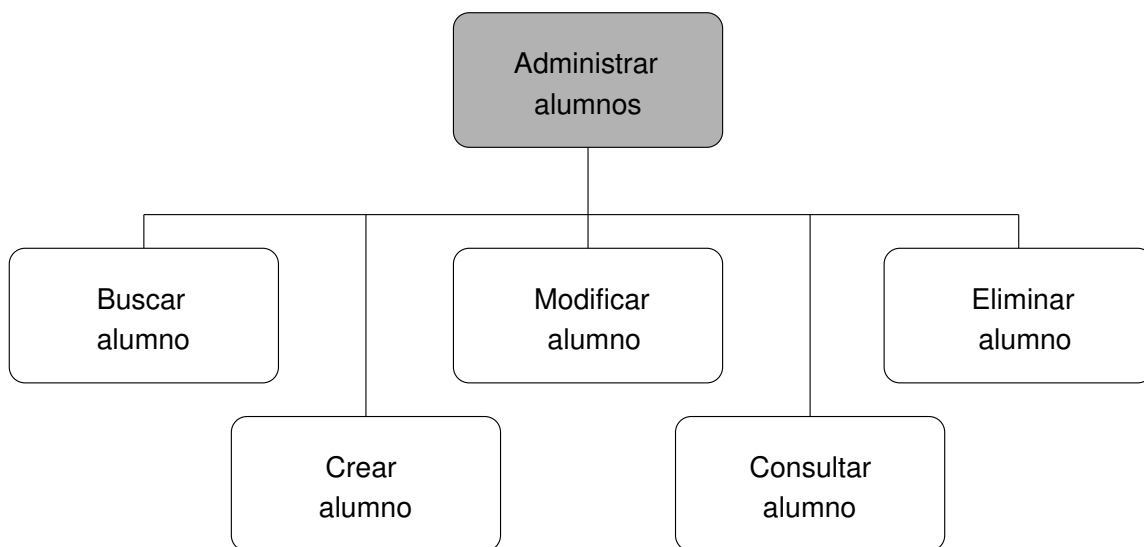 Administrar
alumnos
Buscar
alumno
Modificar
alumno
Eliminar
alumno
Crear
alumno
Consultar
alumno